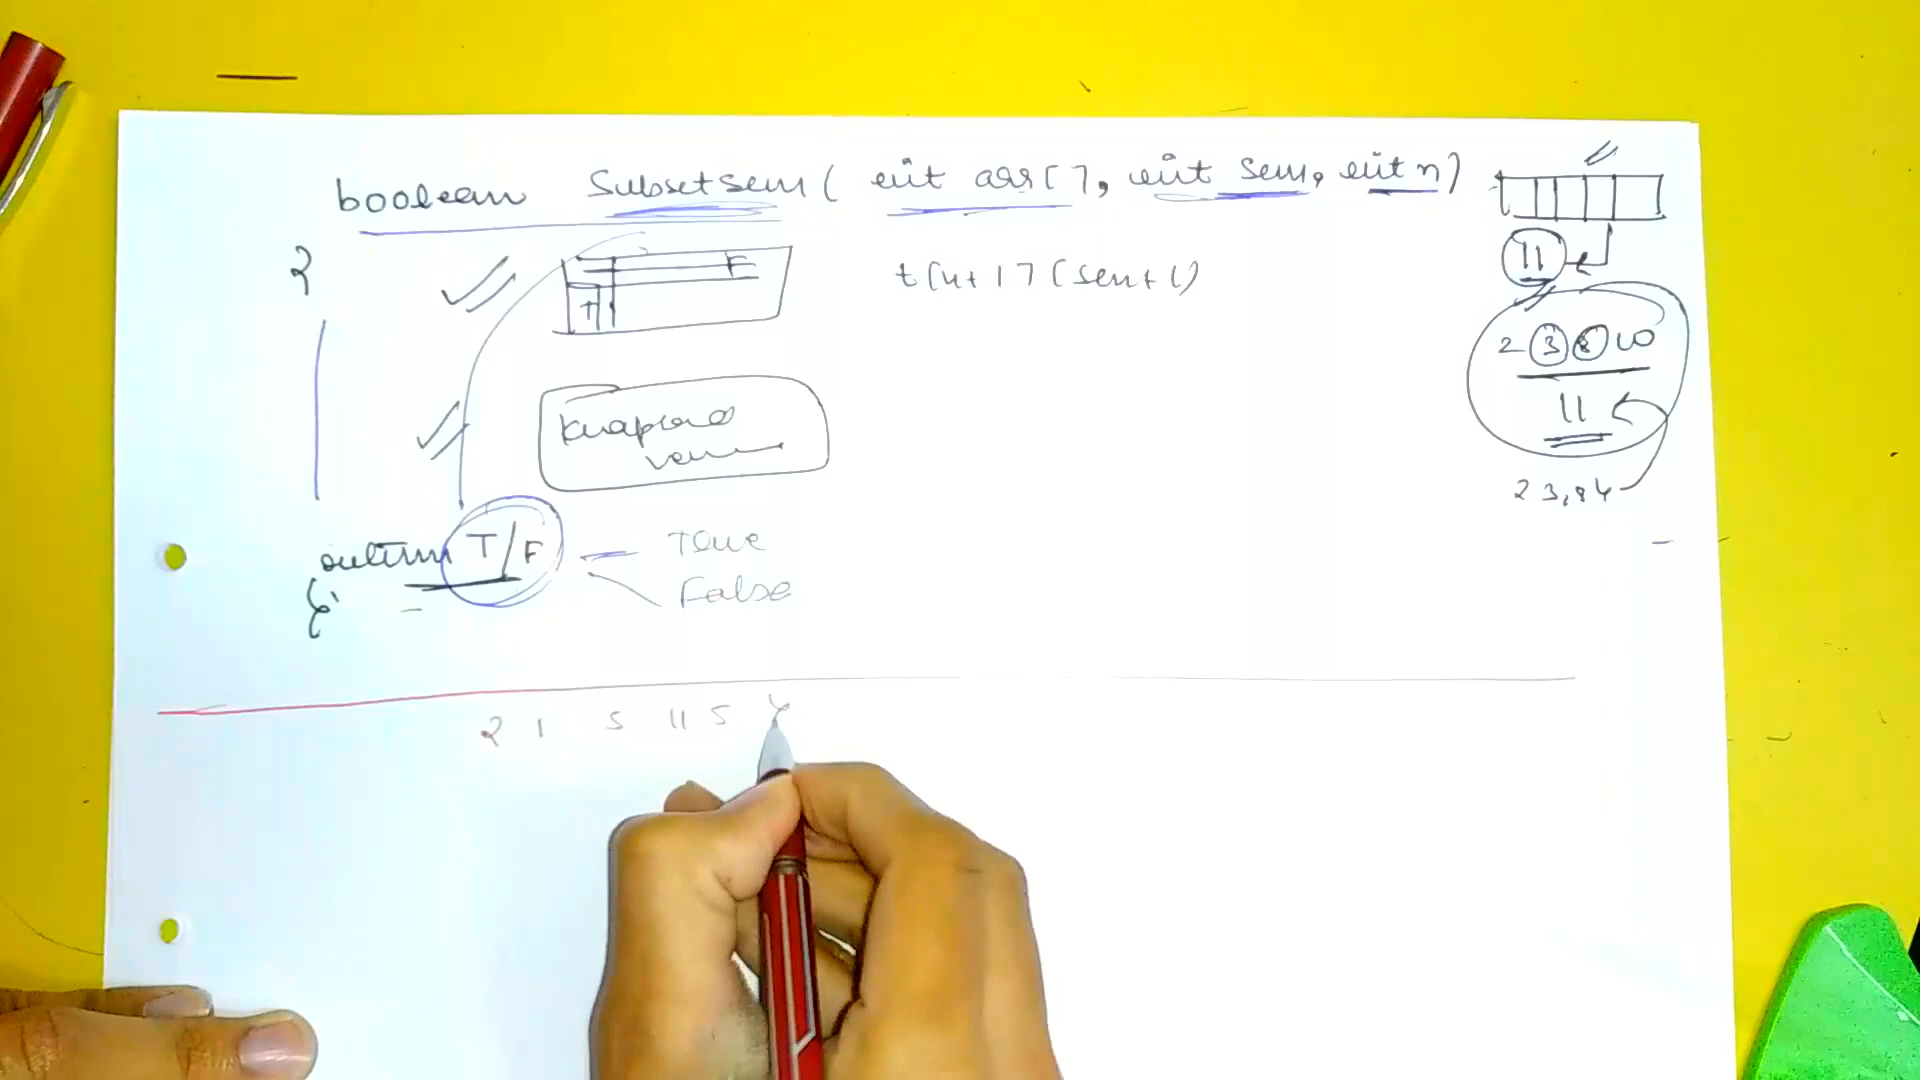 boolean Subsetsum ( int arr[ ], int sum, int n)
{
T
F
t[n+1][sum+1]
11
2 3 8 10
11
2 3, 8
Knapsack
return T/F
True
False
}
2 1 5 11 5